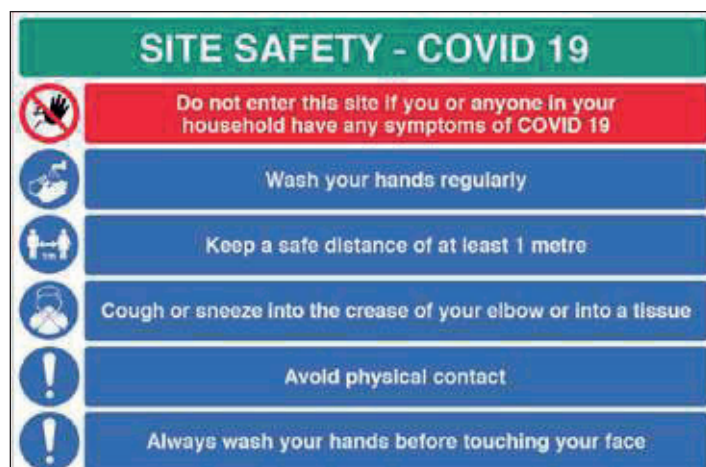 SITE SAFETY - COVID 19
Do not enter this site if you or anyone in your
household have any symptoms of COVID 19
Wash your hands regularly
Keep a safe distance of at least 1 metre
Cough or sneeze into the crease of your elbow or into a tissue
Avoid physical contact
Always wash your hands before touching your face